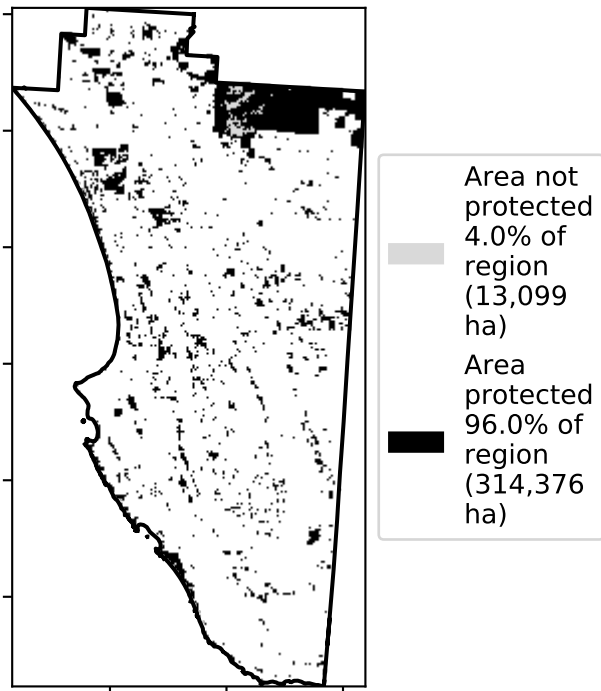 Area not
protected
4.0% of
region
(13,099
ha)
Area
protected
96.0% of
region
(314,376
ha)